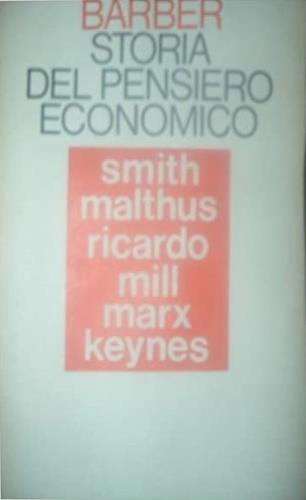 BARBER
STORIA
DEL PENSIERO
ECONOMICO
smith
malthus
ricardo
mill
marx
keynes